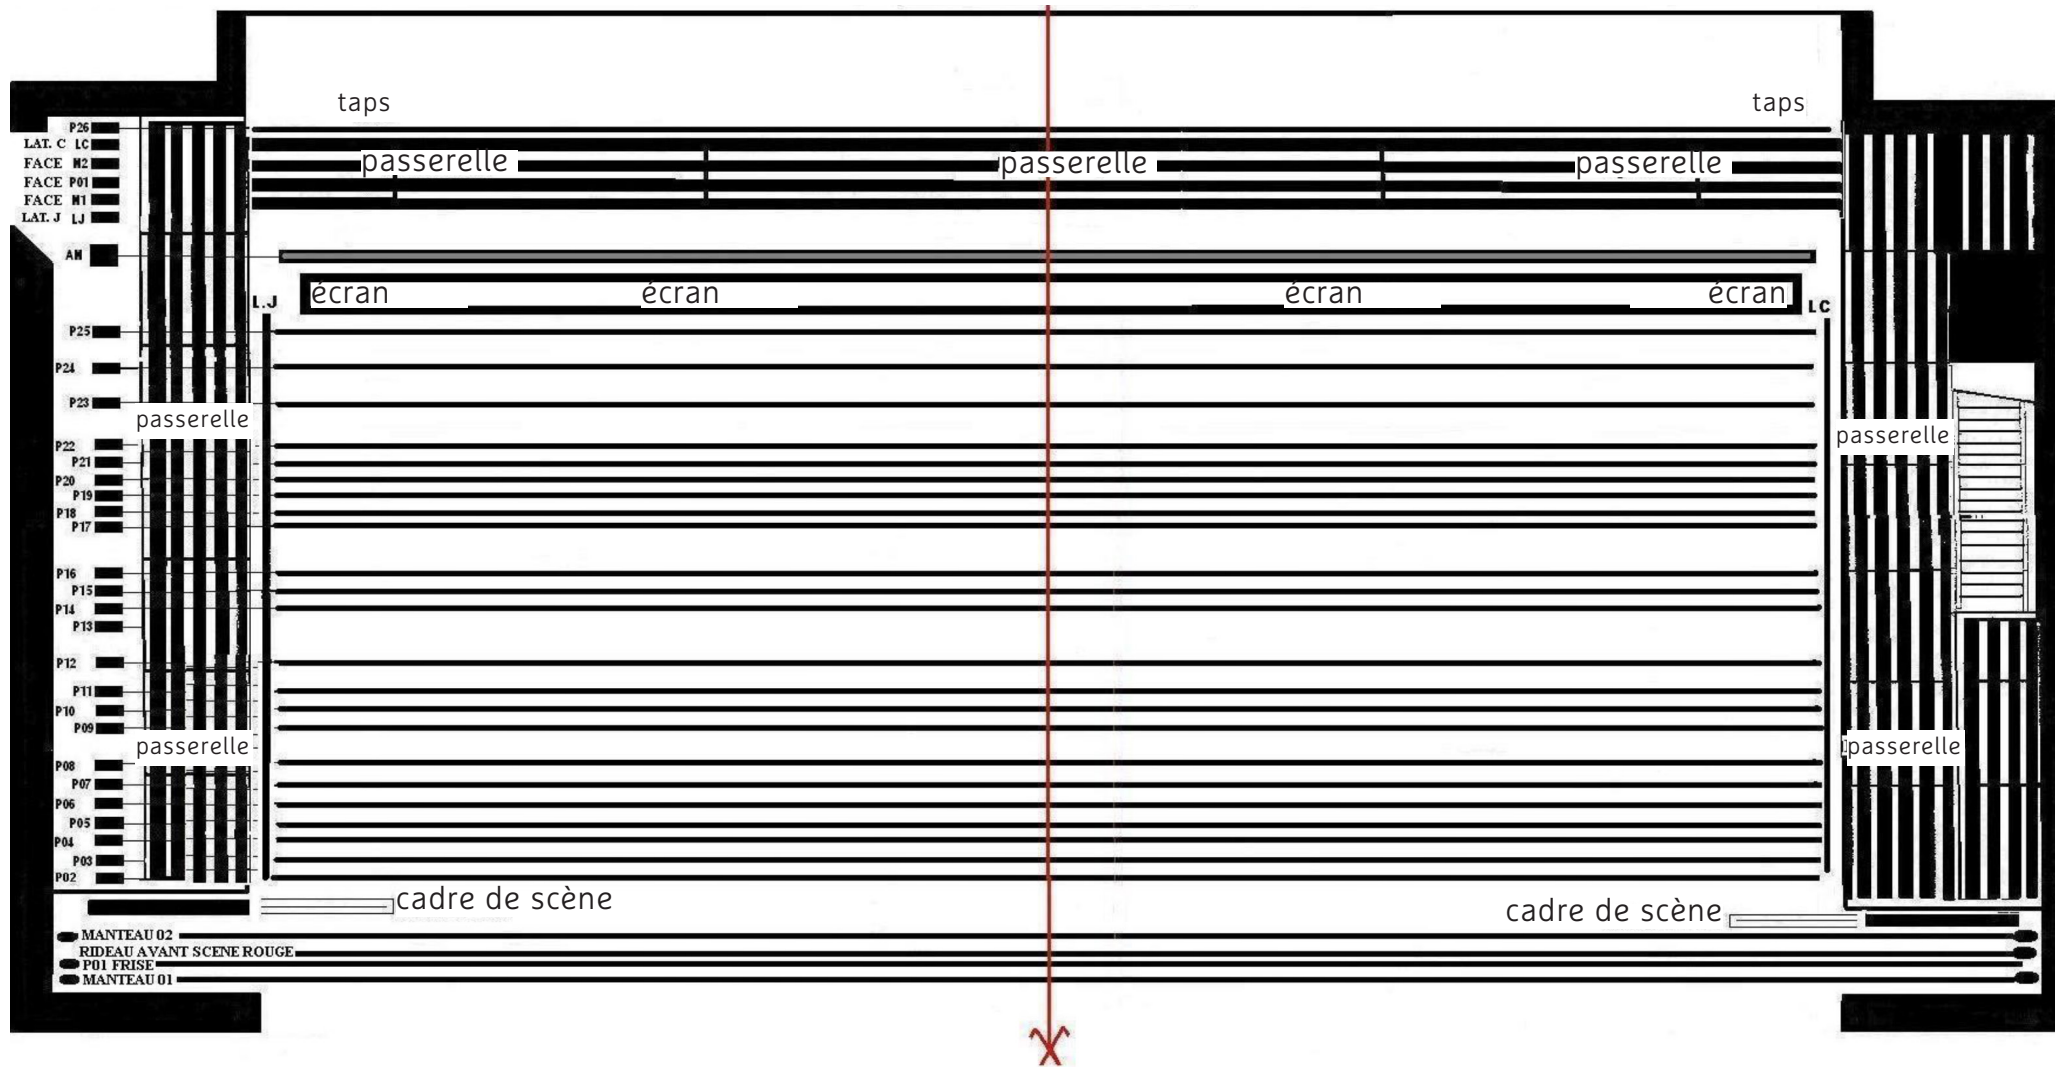 taps taps
P26
LAT. C LC
FACE M2 passerelle passerelle passerelle
FACE P01
FACE M1
LAT. J LJ
AM
écran écran écran écran
L.J LC
P25
P24
P23
passerelle passerelle
P22
P21
P20
P19
P18
P17
P16
P15
P14
P13
P12
P11
P10
P09
passerelle passerelle
P08
P07
P06
P05
P04
P03
P02
cadre de scène cadre de scène
MANTEAU 02
RIDEAU AVANT SCENE ROUGE
P01 FRISE
MANTEAU 01